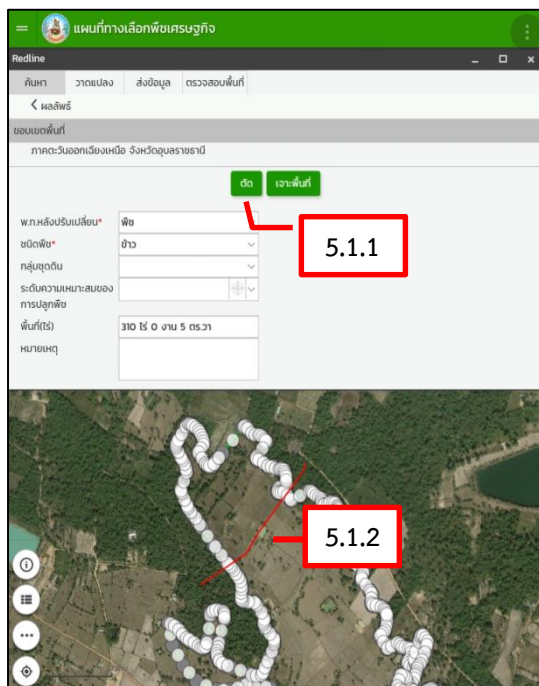 แผนที่ทางเลือกพืชเศรษฐกิจ
Redline
ค้นหา วาดแปลง ส่งข้อมูล ตรวจสอบพื้นที่
ผลลัพธ์
ขอบเขตพื้นที่
ภาคตะวันออกเฉียงเหนือ จังหวัดอุบลราชธานี
ตัด เจาะพื้นที่
พ.ท.หลังปรับเปลี่ยน* พืช
5.1.1
ชนิดพืช* ข้าว
กลุ่มชุดดิน
ระดับความเหมาะสมของ
การปลูกพืช
พื้นที่(ไร่) 310 ไร่ 0 งาน 5 ตร.วา
หมายเหตุ
5.1.2